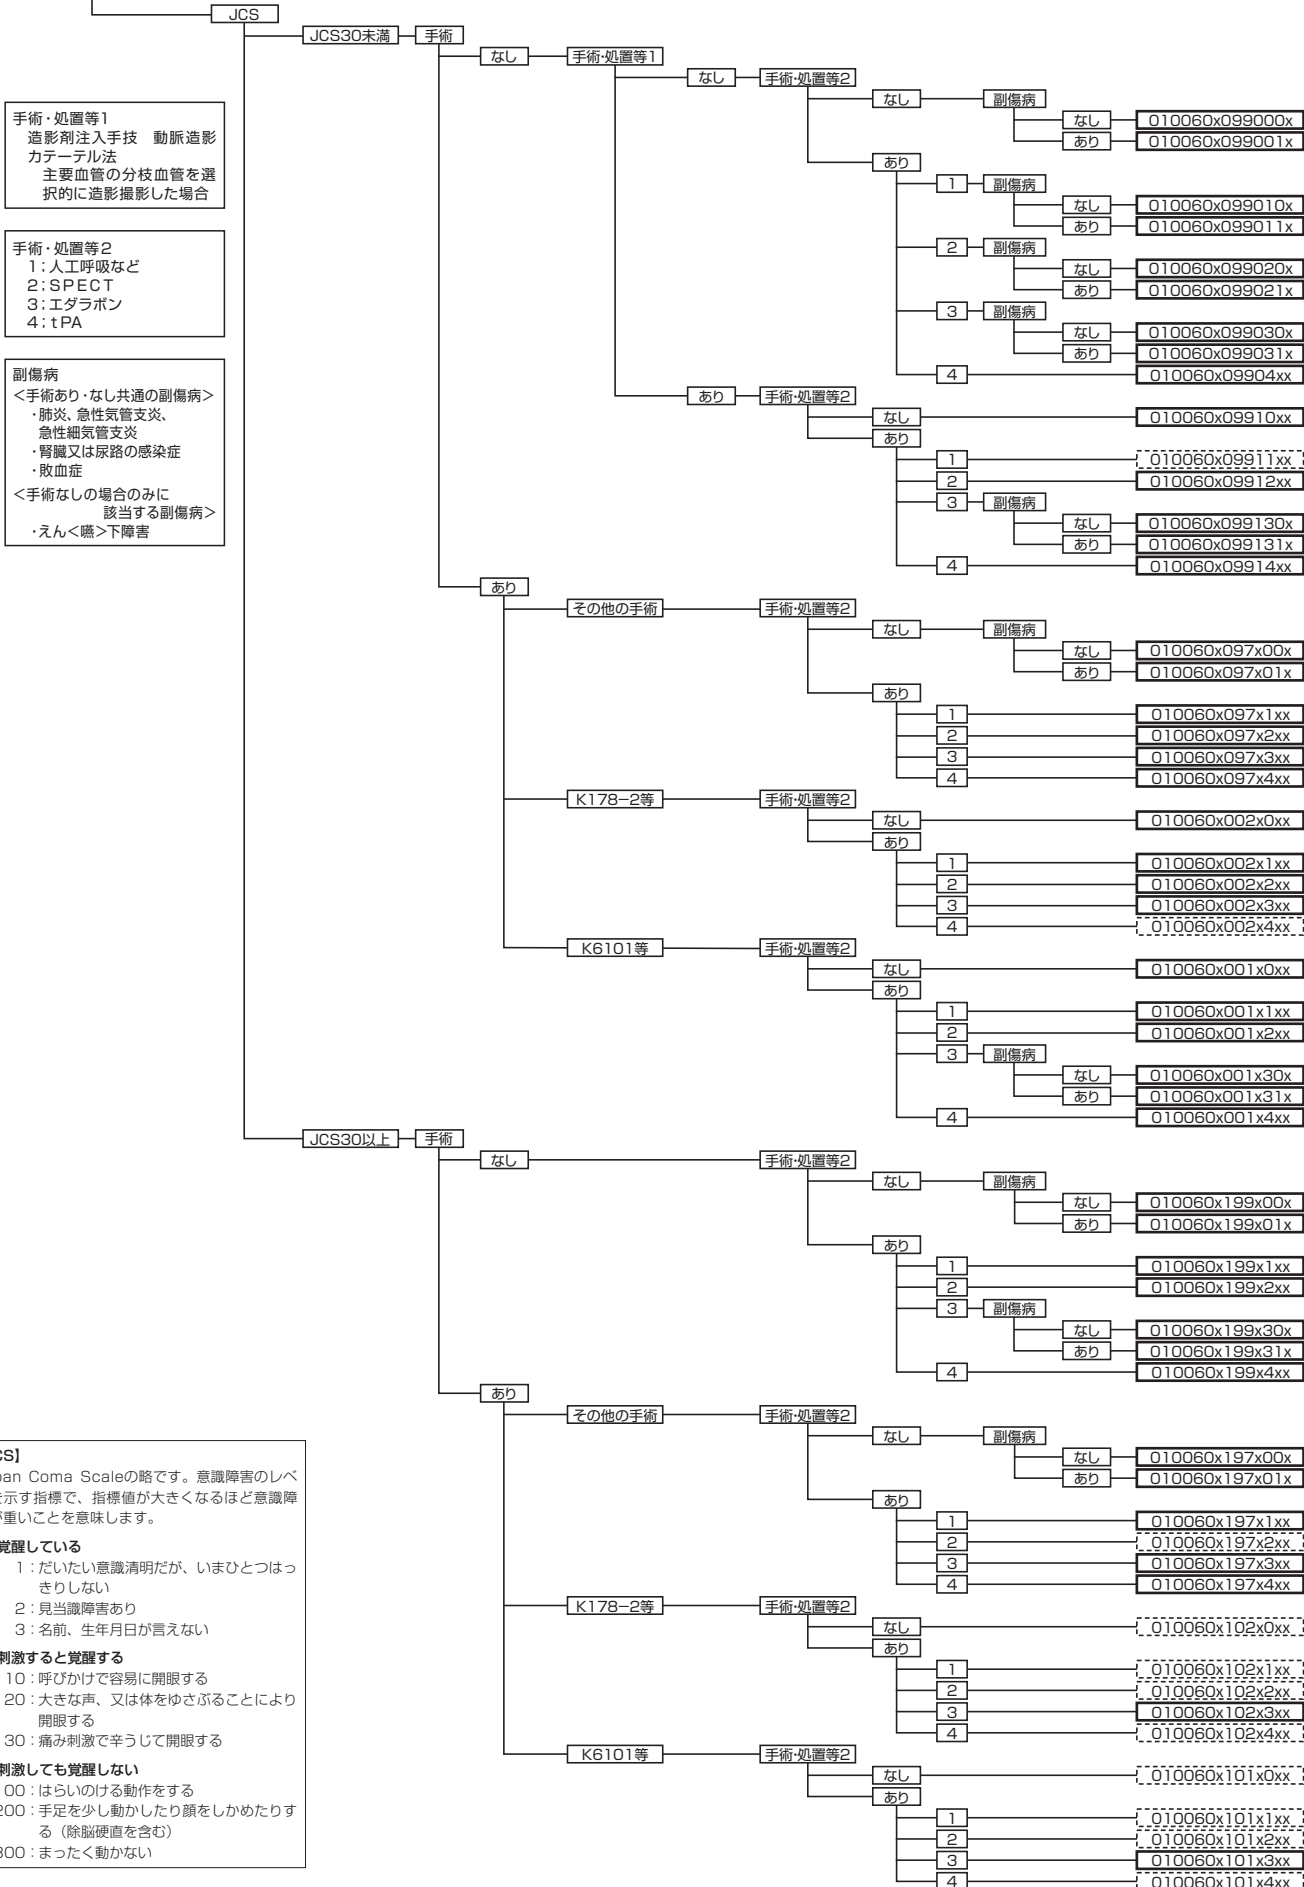 JCS
JCS30未満 手術
なし 手術・処置等1
なし 手術・処置等2
なし 副傷病
なし 010060x099000x
あり 010060x099001x
あり
1 副傷病
なし 010060x099010x
あり 010060x099011x
2 副傷病
なし 010060x099020x
あり 010060x099021x
3 副傷病
なし 010060x099030x
あり 010060x099031x
4 010060x09904xx
あり 手術・処置等2
なし 010060x09910xx
あり
1 010060x09911xx
2 010060x09912xx
3 副傷病
なし 010060x099130x
あり 010060x099131x
4 010060x09914xx
あり
その他の手術 手術・処置等2
なし 副傷病
なし 010060x097x00x
あり 010060x097x01x
あり
1 010060x097x1xx
2 010060x097x2xx
3 010060x097x3xx
4 010060x097x4xx
K178−2等 手術・処置等2
なし 010060x002x0xx
あり
1 010060x002x1xx
2 010060x002x2xx
3 010060x002x3xx
4 010060x002x4xx
K6101等 手術・処置等2
なし 010060x001x0xx
あり
1 010060x001x1xx
2 010060x001x2xx
3 副傷病
なし 010060x001x30x
あり 010060x001x31x
4 010060x001x4xx
JCS30以上 手術
なし 手術・処置等2
なし 副傷病
なし 010060x199x00x
あり 010060x199x01x
あり
1 010060x199x1xx
2 010060x199x2xx
3 副傷病
なし 010060x199x30x
あり 010060x199x31x
4 010060x199x4xx
あり
その他の手術 手術・処置等2
なし 副傷病
なし 010060x197x00x
あり 010060x197x01x
あり
1 010060x197x1xx
2 010060x197x2xx
3 010060x197x3xx
4 010060x197x4xx
K178−2等 手術・処置等2
なし 010060x102x0xx
あり
1 010060x102x1xx
2 010060x102x2xx
3 010060x102x3xx
4 010060x102x4xx
K6101等 手術・処置等2
なし 010060x101x0xx
あり
1 010060x101x1xx
2 010060x101x2xx
3 010060x101x3xx
4 010060x101x4xx
手術・処置等1
造影剤注入手技 動脈造影
カテーテル法
主要血管の分枝血管を選
択的に造影撮影した場合
手術・処置等2
1;人工呼吸など
2;SPECT
3;エダラボン
4;tPA
副傷病
<手術あり・なし共通の副傷病>
・肺炎、急性気管支炎、
急性細気管支炎
・腎臓又は尿路の感染症
・敗血症
<手術なしの場合のみに
該当する副傷病>
・えん<嚥>下障害
CS】
pan Coma Scaleの略です。意識障害のレベ
を示す指標で、指標値が大きくなるほど意識障
が重いことを意味します。
覚醒している
1:だいたい意識清明だが、いまひとつはっ
きりしない
2:見当識障害あり
3:名前、生年月日が言えない
刺激すると覚醒する
10:呼びかけで容易に開眼する
20:大きな声、又は体をゆさぶることにより
開眼する
30:痛み刺激で辛うじて開眼する
刺激しても覚醒しない
00:はらいのける動作をする
200:手足を少し動かしたり顔をしかめたりす
る（除脳硬直を含む）
300:まったく動かない